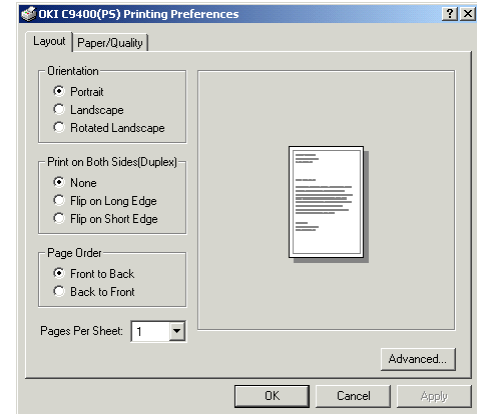 OKI C9400(PS) Printing Preferences
Layout
Paper/Quality
Orientation
Portrait
Landscape
Rotated Landscape
Print on Both Sides(Duplex)
None
Flip on Long Edge
Flip on Short Edge
Page Order
Front to Back
Back to Front
Pages Per Sheet: 1
Advanced...
OK Cancel Apply